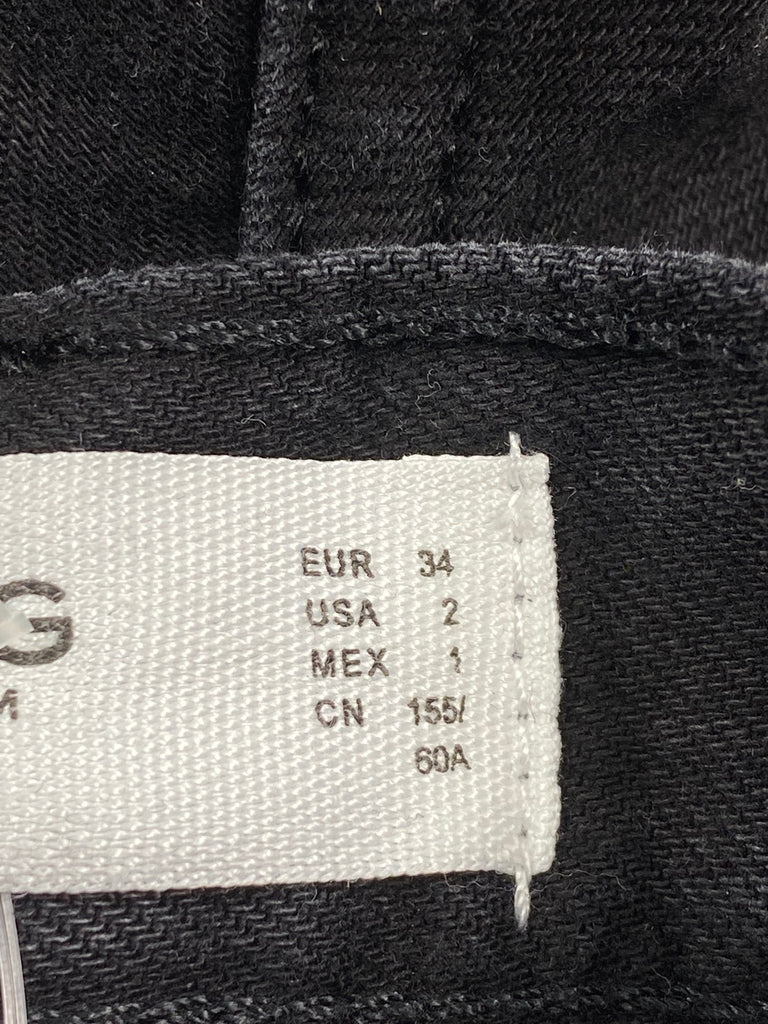 G
M
EUR 34
USA 2
MEX 1
CN 155/
60A